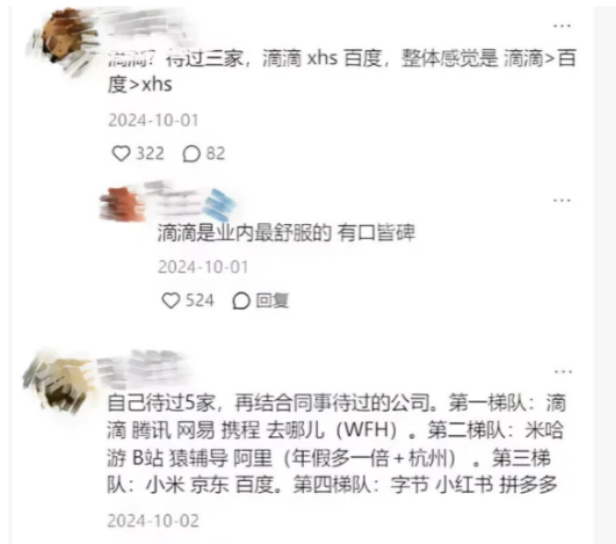 滴滴？待过三家，滴滴 xhs 百度，整体感觉是 滴滴>百
度>xhs
2024-10-01
322 82
滴滴是业内最舒服的 有口皆碑
2024-10-01
524 回复
自己待过5家，再结合同事待过的公司。第一梯队：滴
滴 腾讯 网易 携程 去哪儿（WFH）。第二梯队：米哈
游 B站 猿辅导 阿里（年假多一倍＋杭州）。第三梯
队：小米 京东 百度。第四梯队：字节 小红书 拼多多
2024-10-02